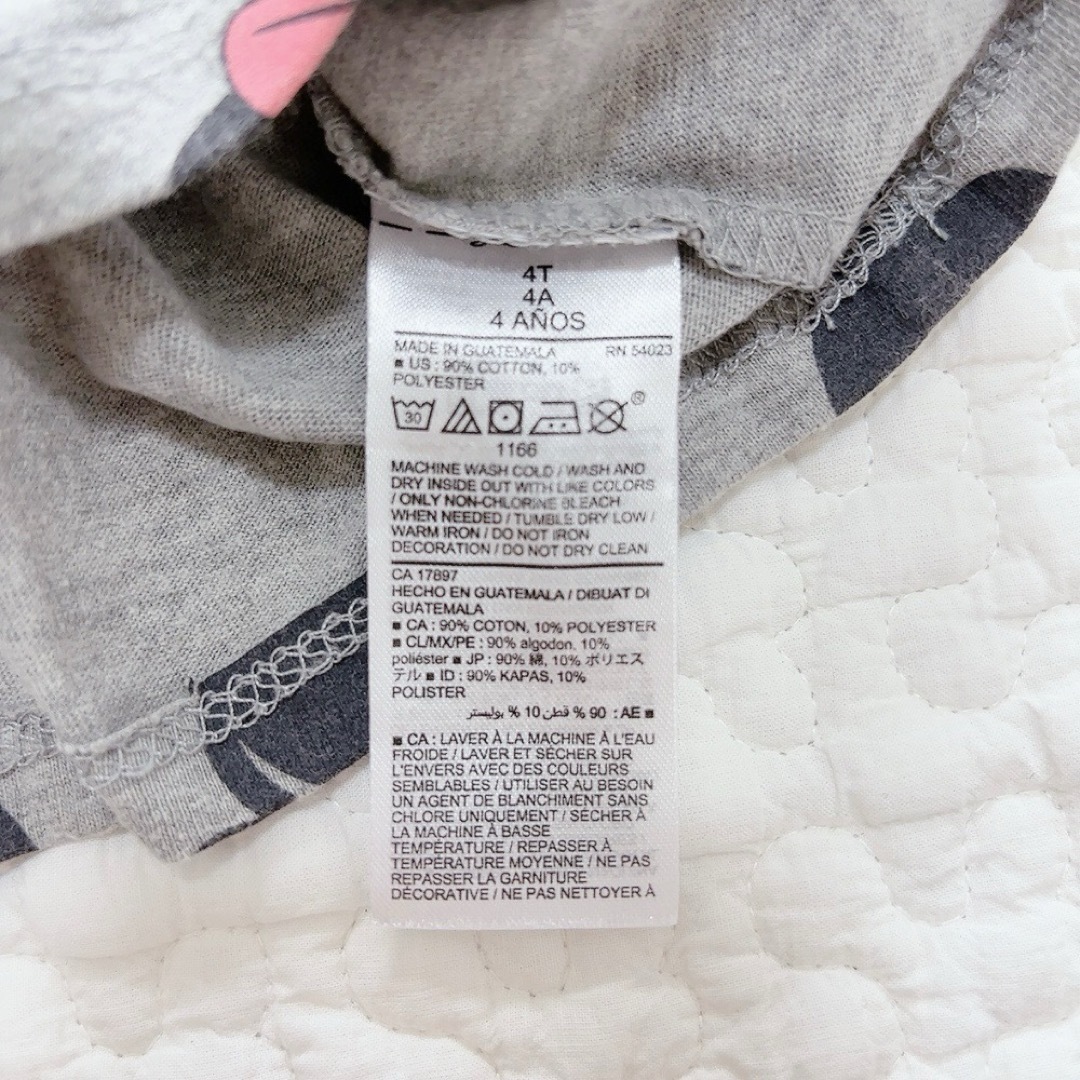 4T
4A
4 AÑOS
MADE IN GUATEMALA RN 54023
■ US : 90% COTTON, 10%
POLYESTER
30 ®
1166
MACHINE WASH COLD / WASH AND
DRY INSIDE OUT WITH LIKE COLORS
/ ONLY NON-CHLORINE BLEACH
WHEN NEEDED / TUMBLE DRY LOW /
WARM IRON / DO NOT IRON
DECORATION / DO NOT DRY CLEAN
CA 17897
HECHO EN GUATEMALA / DIBUAT DI
GUATEMALA
■ CA : 90% COTON, 10% POLYESTER
■ CL/MX/PE : 90% algodon, 10%
poliéster ■ JP : 90% 綿, 10% ポリエス
テル ■ ID : 90% KAPAS, 10%
POLISTER
■ AE: 90 % قطن 10 % بوليستر
■ CA : LAVER À LA MACHINE À L'EAU
FROIDE / LAVER ET SÉCHER SUR
L'ENVERS AVEC DES COULEURS
SEMBLABLES / UTILISER AU BESOIN
UN AGENT DE BLANCHIMENT SANS
CHLORE UNIQUEMENT / SÉCHER À
LA MACHINE À BASSE
TEMPÉRATURE / REPASSER À
TEMPÉRATURE MOYENNE / NE PAS
REPASSER LA GARNITURE
DÉCORATIVE / NE PAS NETTOYER À